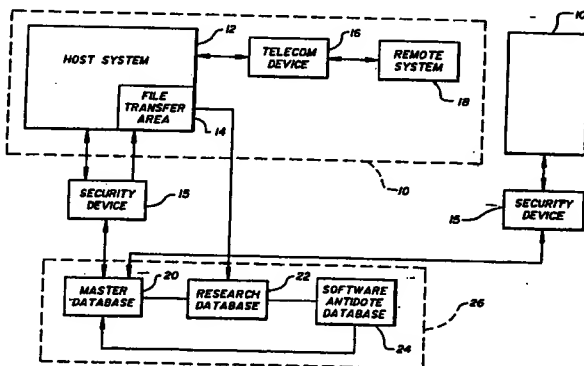 12
HOST SYSTEM
FILE
TRANSFER
AREA
14
16
TELECOM
DEVICE
REMOTE
SYSTEM
18
10
10
SECURITY
DEVICE
15
15
SECURITY
DEVICE
20
MASTER
DATABASE
22
RESEARCH
DATABASE
SOFTWARE
ANTIDOTE
DATABASE
24
26